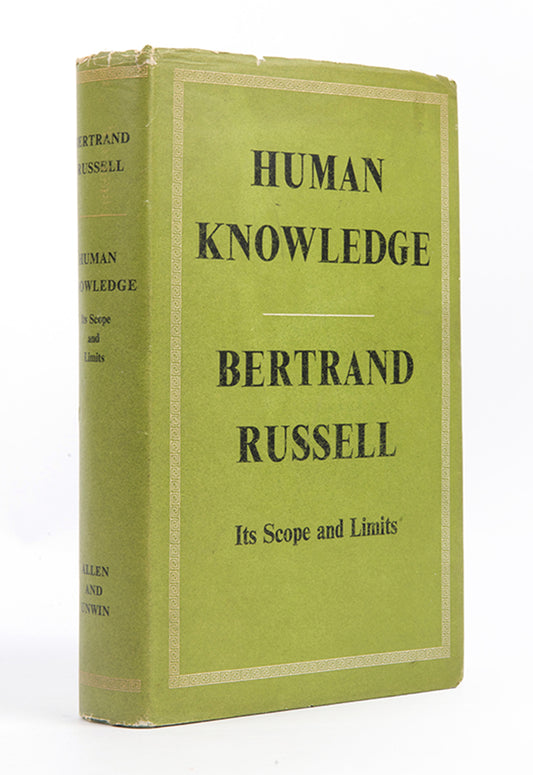 BERTRAND
RUSSELL
HUMAN
KNOWLEDGE
Its Scope
and
Limits
ALLEN
AND
UNWIN
HUMAN
KNOWLEDGE
BERTRAND
RUSSELL
Its Scope and Limits